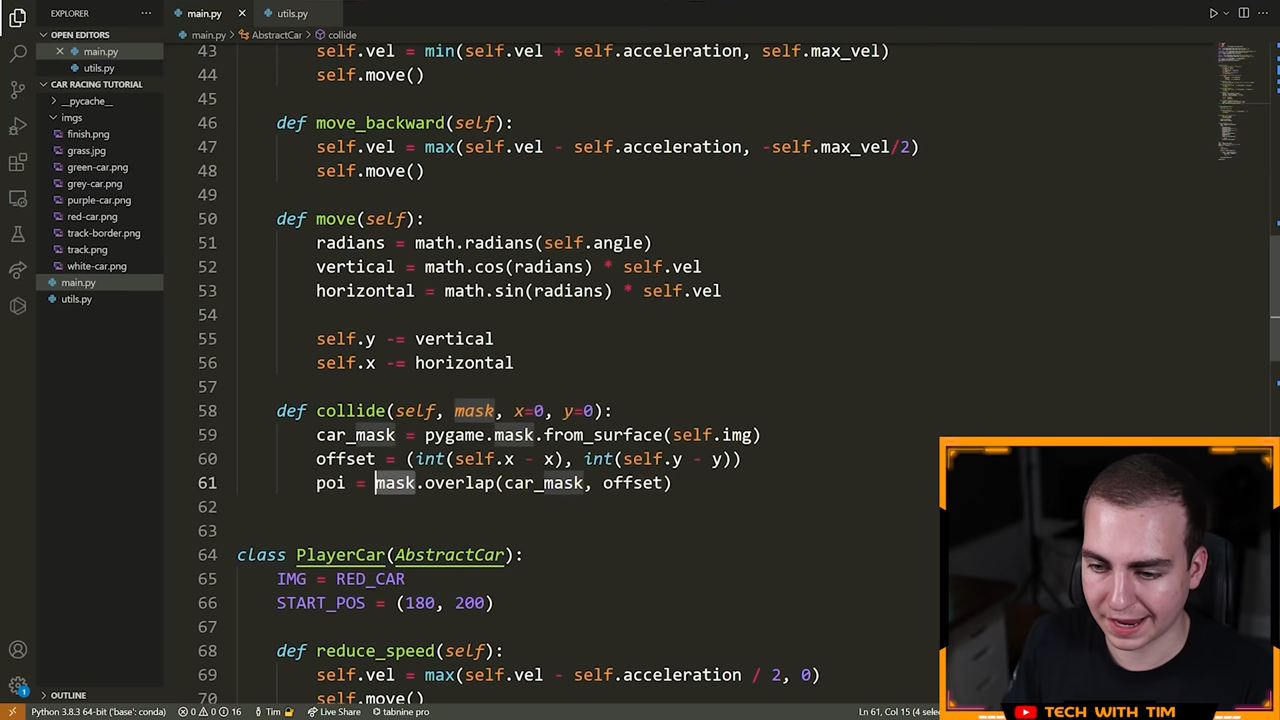 EXPLORER
OPEN EDITORS
main.py
utils.py
CAR RACING TUTORIAL
__pycache__
imgs
finish.png
grass.jpg
green-car.png
grey-car.png
purple-car.png
red-car.png
track-border.png
track.png
white-car.png
main.py
utils.py
OUTLINE
main.py
utils.py
main.py > AbstractCar > collide
43 self.vel = min(self.vel + self.acceleration, self.max_vel)
44 self.move()
45
46 def move_backward(self):
47 self.vel = max(self.vel - self.acceleration, -self.max_vel/2)
48 self.move()
49
50 def move(self):
51 radians = math.radians(self.angle)
52 vertical = math.cos(radians) * self.vel
53 horizontal = math.sin(radians) * self.vel
54
55 self.y -= vertical
56 self.x -= horizontal
57
58 def collide(self, mask, x=0, y=0):
59 car_mask = pygame.mask.from_surface(self.img)
60 offset = (int(self.x - x), int(self.y - y))
61 poi = mask.overlap(car_mask, offset)
62
63
64 class PlayerCar(AbstractCar):
65 IMG = RED_CAR
66 START_POS = (180, 200)
67
68 def reduce_speed(self):
69 self.vel = max(self.vel - self.acceleration / 2, 0)
70 self.move()
TECH WITH TIM
1
Python 3.8.3 64-bit ('base': conda) 0 0 16 Tim Live Share tabnine pro Ln 61, Col 15 (4 selec